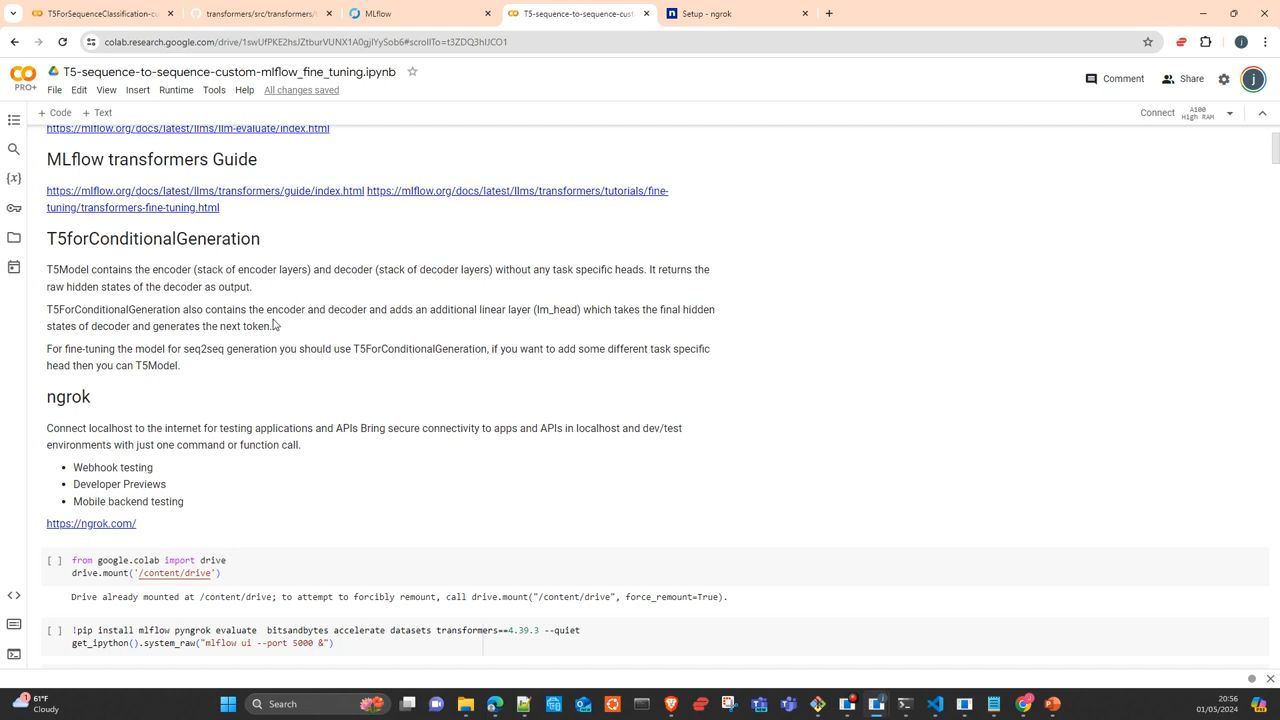 T5ForSequenceClassification-cu
transformers/src/transformers/
MLflow
T5-sequence-to-sequence-cust
Setup - ngrok
colab.research.google.com/drive/1swUfPKE2hsJZtburVUNX1A0gjlYySob6#scrollTo=t3ZDQ3hIJCO1
T5-sequence-to-sequence-custom-mlflow_fine_tuning.ipynb
PRO+
File Edit View Insert Runtime Tools Help All changes saved
Comment Share j
+ Code + Text
Connect A100 High RAM
https://mlflow.org/docs/latest/llms/llm-evaluate/index.html
MLflow transformers Guide
https://mlflow.org/docs/latest/llms/transformers/guide/index.html https://mlflow.org/docs/latest/llms/transformers/tutorials/fine-
tuning/transformers-fine-tuning.html
T5forConditionalGeneration
T5Model contains the encoder (stack of encoder layers) and decoder (stack of decoder layers) without any task specific heads. It returns the
raw hidden states of the decoder as output.
T5ForConditionalGeneration also contains the encoder and decoder and adds an additional linear layer (lm_head) which takes the final hidden
states of decoder and generates the next token.
For fine-tuning the model for seq2seq generation you should use T5ForConditionalGeneration, if you want to add some different task specific
head then you can T5Model.
ngrok
Connect localhost to the internet for testing applications and APIs Bring secure connectivity to apps and APIs in localhost and dev/test
environments with just one command or function call.
• Webhook testing
• Developer Previews
• Mobile backend testing
https://ngrok.com/
[ ] from google.colab import drive
drive.mount('/content/drive')
Drive already mounted at /content/drive; to attempt to forcibly remount, call drive.mount("/content/drive", force_remount=True).
[ ] !pip install mlflow pyngrok evaluate  bitsandbytes accelerate datasets transformers==4.39.3 --quiet
get_ipython().system_raw("mlflow ui --port 5000 &")
61°F
Cloudy
Search
20:56
01/05/2024